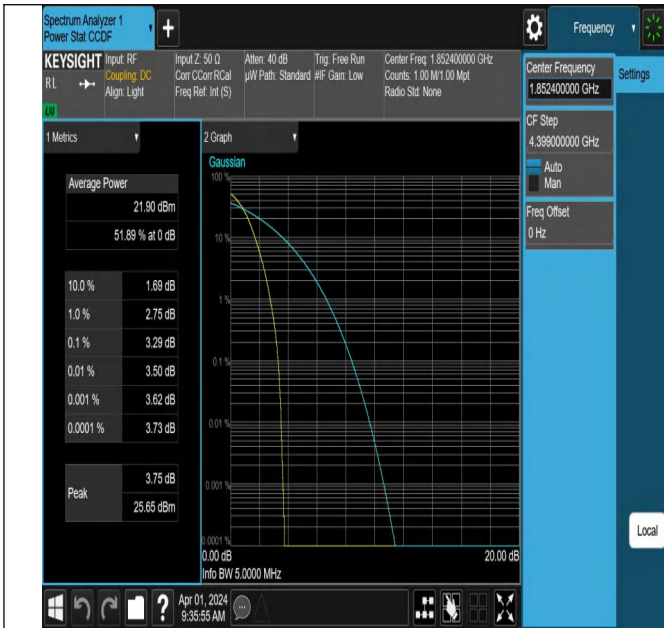 Spectrum Analyzer 1
Power Stat CCDF
Frequency
KEYSIGHT
RL
LXI
Input: RF
Coupling: DC
Align: Light
Input Z: 50 Ω
Corr CCorr RCal
Freq Ref: Int (S)
Atten: 40 dB
µW Path: Standard
Trig: Free Run
#IF Gain: Low
Center Freq: 1.852400000 GHz
Counts: 1.00 M/1.00 Mpt
Radio Std: None
Center Frequency
1.852400000 GHz
Settings
CF Step
4.399000000 GHz
Auto
Man
Freq Offset
0 Hz
Local
1 Metrics
Average Power
21.90 dBm
51.89 % at 0 dB
10.0 % 1.69 dB
1.0 % 2.75 dB
0.1 % 3.29 dB
0.01 % 3.50 dB
0.001 % 3.62 dB
0.0001 % 3.73 dB
Peak
3.75 dB
25.65 dBm
2 Graph
Gaussian
100 %
10 %
1 %
0.1 %
0.01 %
0.001 %
0.0001 %
0.00 dB
20.00 dB
Info BW 5.0000 MHz
?
Apr 01, 2024
9:35:55 AM